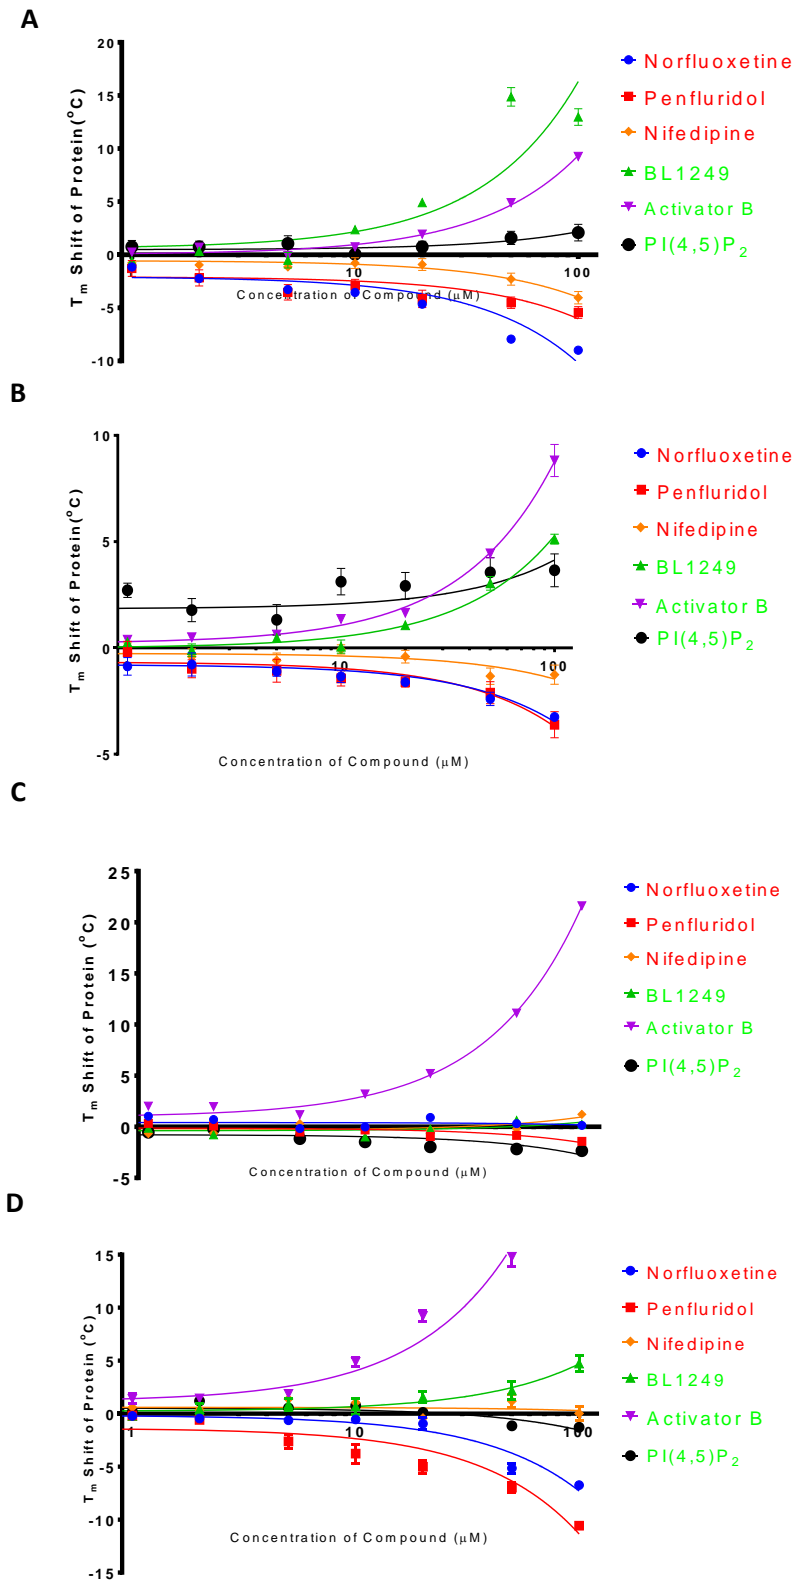 A
T_m Shift of Protein(°C)
20
15
10
5
0
-5
-10
10
100
Concentration of Compound (μM)
Norfluoxetine
Penfluridol
Nifedipine
BL1249
Activator B
PI(4,5)P₂
B
T_m Shift of Protein(°C)
10
5
0
-5
10
100
Concentration of Compound (μM)
Norfluoxetine
Penfluridol
Nifedipine
BL1249
Activator B
PI(4,5)P₂
C
T_m Shift of Protein (°C)
25
20
15
10
5
0
-5
Concentration of Compound (μM)
Norfluoxetine
Penfluridol
Nifedipine
BL1249
Activator B
PI(4,5)P₂
D
T_m Shift of Protein (°C)
15
10
5
0
-5
-10
-15
1
10
100
Concentration of Compound (μM)
Norfluoxetine
Penfluridol
Nifedipine
BL1249
Activator B
PI(4,5)P₂